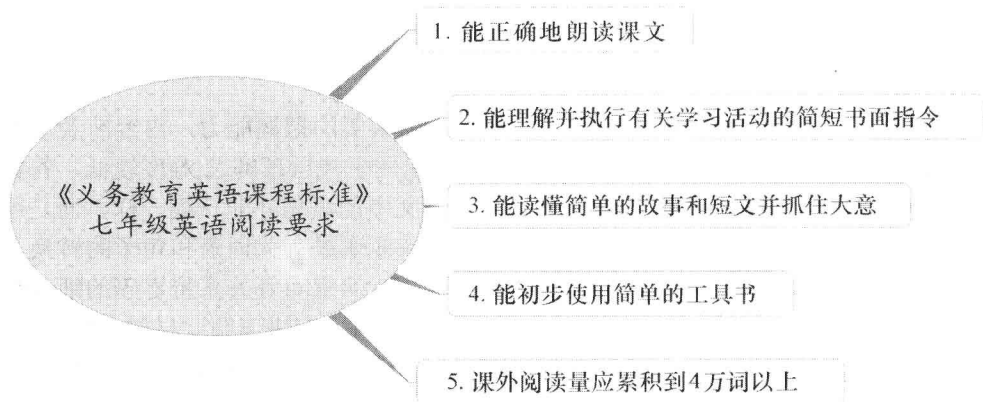 《义务教育英语课程标准》
七年级英语阅读要求
1. 能正确地朗读课文
2. 能理解并执行有关学习活动的简短书面指令
3. 能读懂简单的故事和短文并抓住大意
4. 能初步使用简单的工具书
5. 课外阅读量应累积到4万词以上